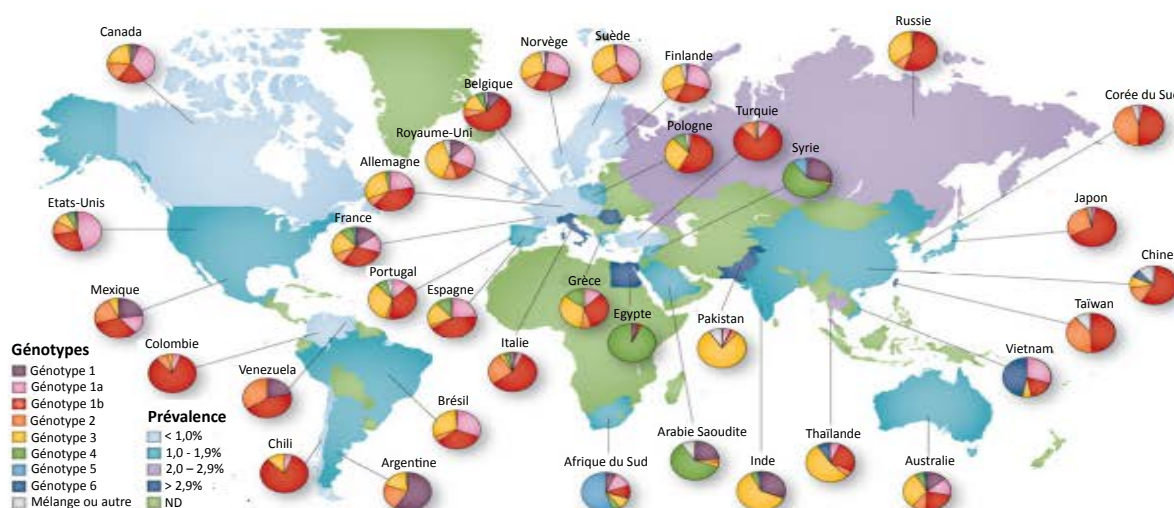 Canada
Norvège
Suède
Finlande
Russie
Belgique
Royaume-Uni
Allemagne
Pologne
Turquie
Syrie
Corée du Sud
Etats-Unis
France
Japon
Chine
Mexique
Portugal
Espagne
Grèce
Egypte
Pakistan
Taïwan
Vietnam
Colombie
Venezuela
Italie
Brésil
Chili
Argentine
Afrique du Sud
Arabie Saoudite
Inde
Thaïlande
Australie
Génotypes
Génotype 1
Génotype 1a
Génotype 1b
Génotype 2
Génotype 3
Génotype 4
Génotype 5
Génotype 6
Mélange ou autre
Prévalence
< 1,0%
1,0 - 1,9%
2,0 – 2,9%
> 2,9%
ND